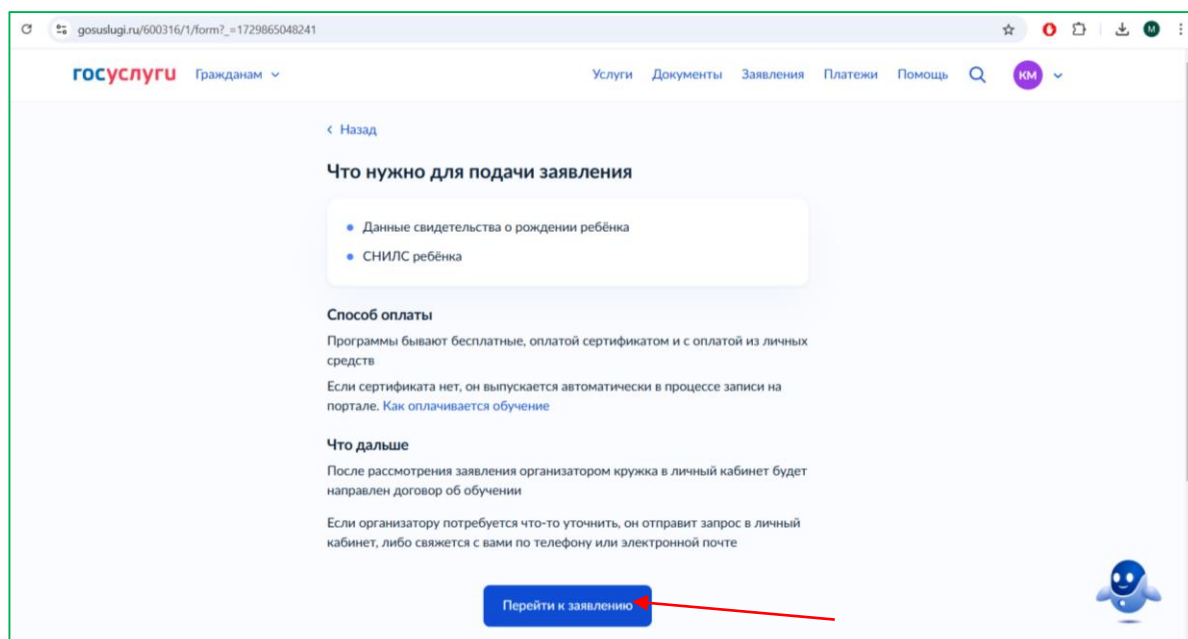 gosuslugi.ru/600316/1/form?_=1729865048241
М
госуслуги Гражданам Услуги Документы Заявления Платежи Помощь КМ
Назад
Что нужно для подачи заявления
Данные свидетельства о рождении ребёнка
СНИЛС ребёнка
Способ оплаты
Программы бывают бесплатные, оплатой сертификатом и с оплатой из личных
средств
Если сертификата нет, он выпускается автоматически в процессе записи на
портале. Как оплачивается обучение
Что дальше
После рассмотрения заявления организатором кружка в личный кабинет будет
направлен договор об обучении
Если организатору потребуется что-то уточнить, он отправит запрос в личный
кабинет, либо свяжется с вами по телефону или электронной почте
Перейти к заявлению